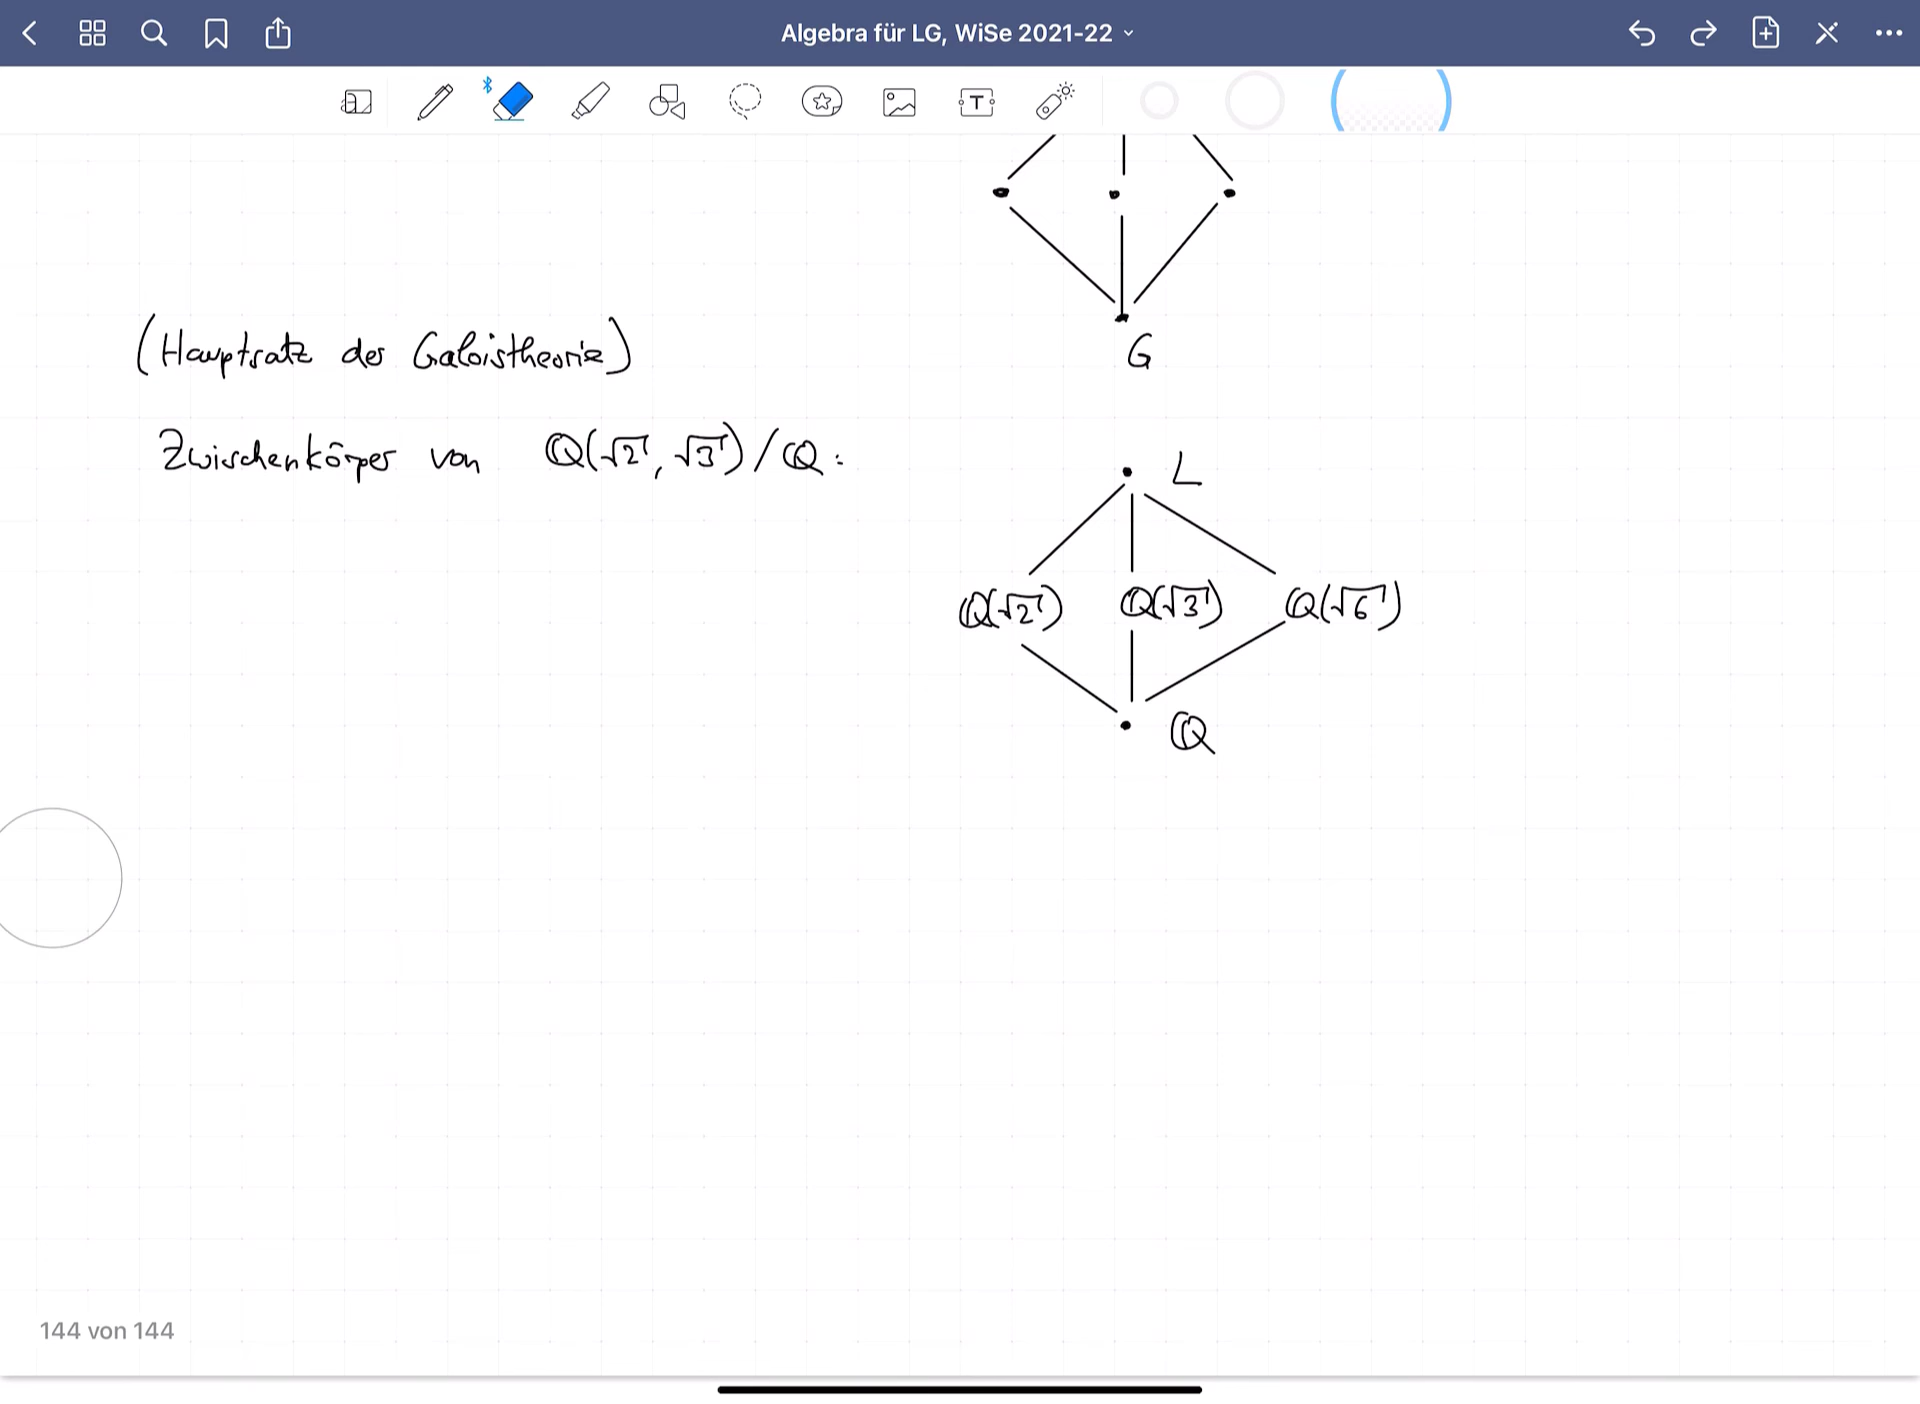 Algebra für LG, WiSe 2021-22
G
(Hauptsatz der Galoistheorie)
Zwischenkörper von ℚ(√2, √3)/ℚ:
L
ℚ(√2) ℚ(√3) ℚ(√6)
ℚ
144 von 144